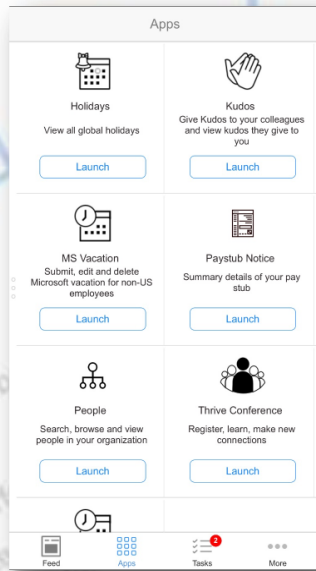 Apps
Holidays
View all global holidays
Launch
Kudos
Give Kudos to your colleagues
and view kudos they give to
you
Launch
MS Vacation
Submit, edit and delete
Microsoft vacation for non-US
employees
Launch
Paystub Notice
Summary details of your pay
stub
Launch
People
Search, browse and view
people in your organization
Launch
Thrive Conference
Register, learn, make new
connections
Launch
2
Feed
Apps
Tasks
More